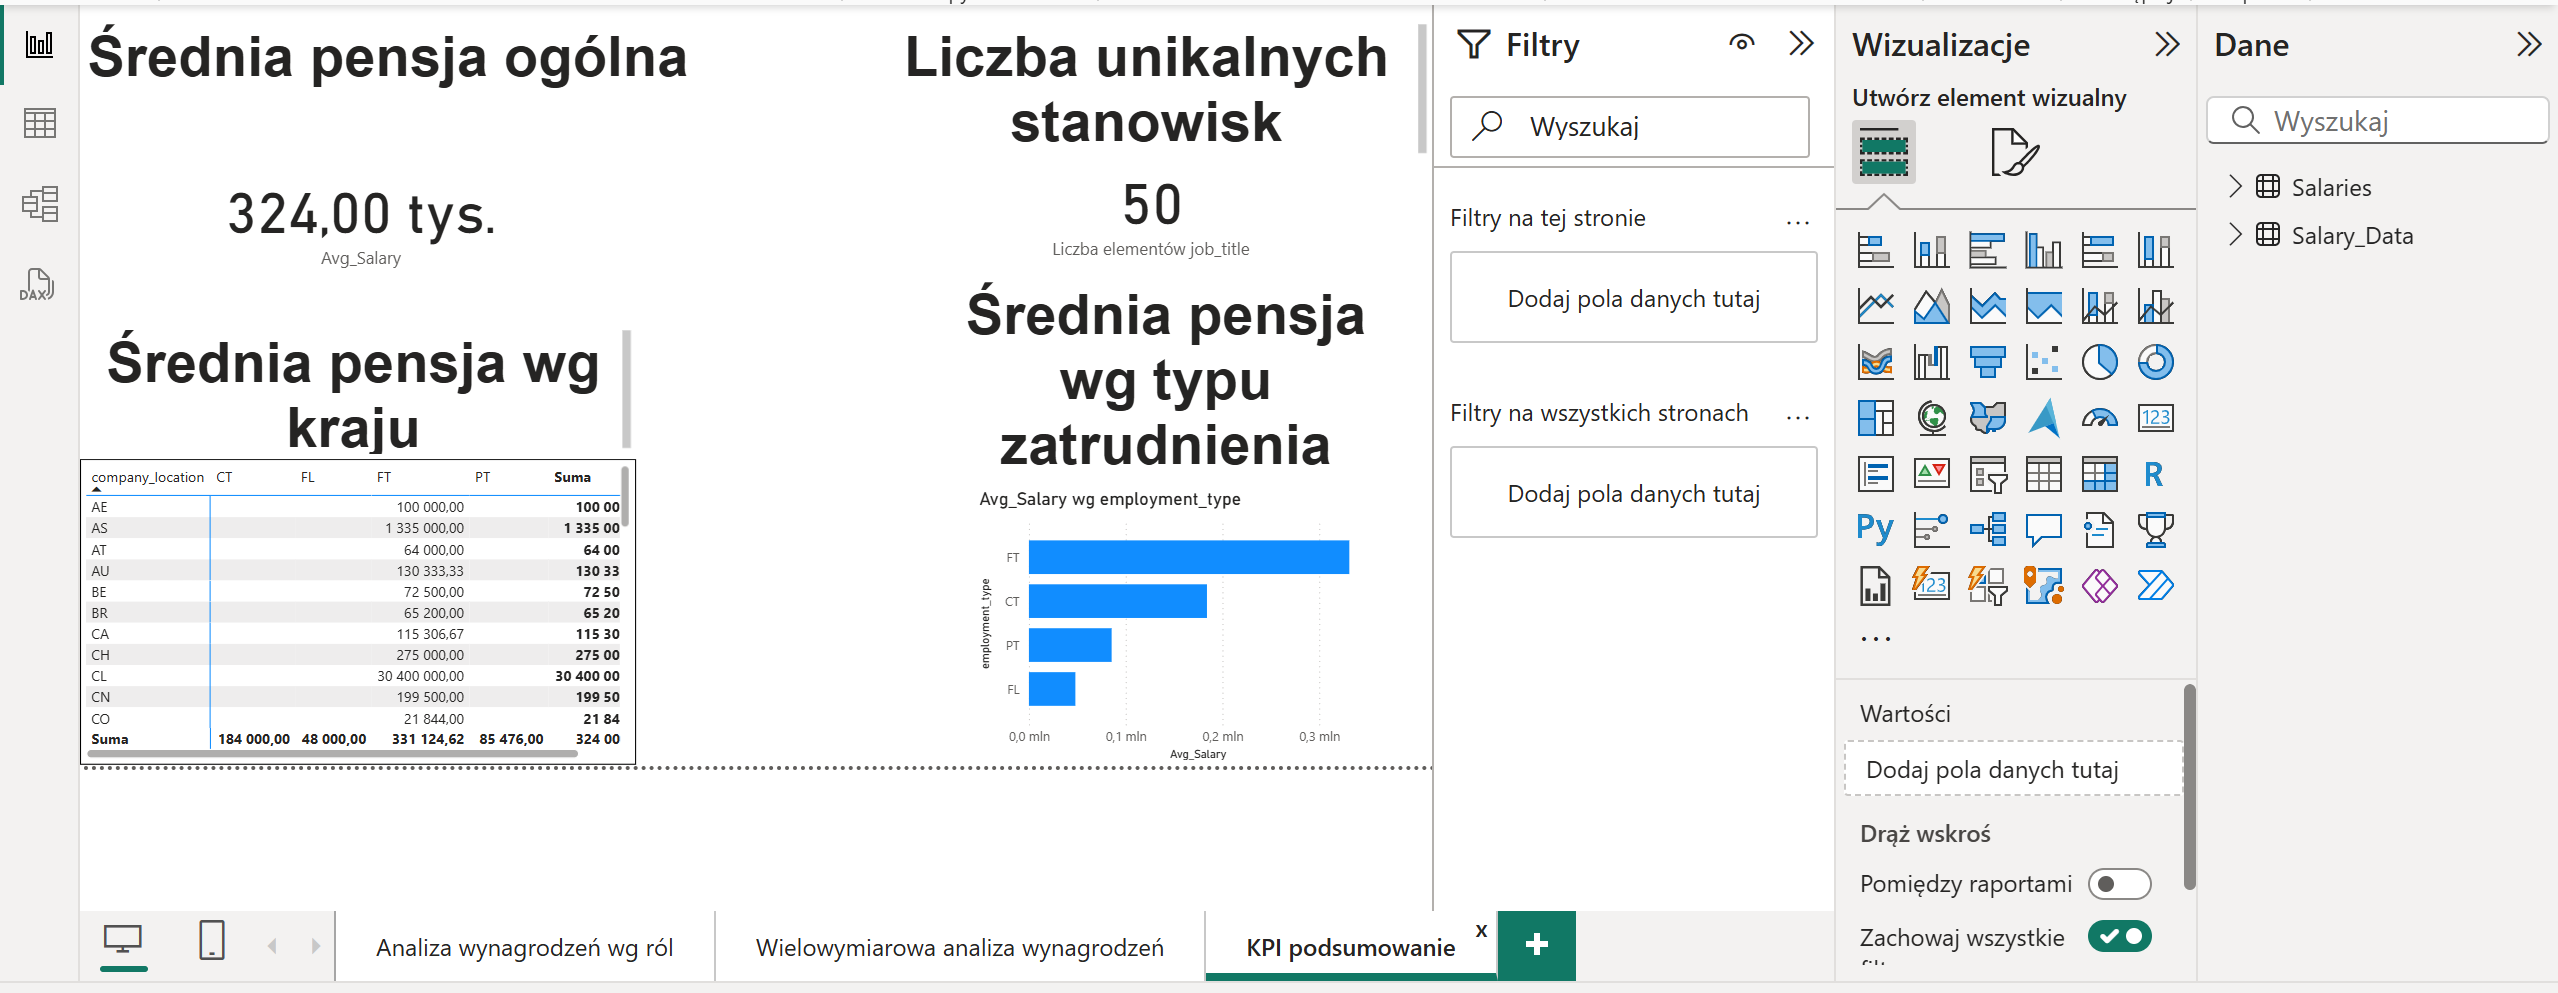 Średnia pensja ogólna
324,00 tys.
Avg_Salary
Liczba unikalnych
stanowisk
50
Liczba elementów job_title
Średnia pensja wg
kraju
company_location CT FL FT PT Suma
AE 100 000,00 100 00
AS 1 335 000,00 1 335 00
AT 64 000,00 64 00
AU 130 333,33 130 33
BE 72 500,00 72 50
BR 65 200,00 65 20
CA 115 306,67 115 30
CH 275 000,00 275 00
CL 30 400 000,00 30 400 00
CN 199 500,00 199 50
CO 21 844,00 21 84
Suma 184 000,00 48 000,00 331 124,62 85 476,00 324 00
Średnia pensja
wg typu
zatrudnienia
Avg_Salary wg employment_type
employment_type
FT
CT
PT
FL
0,0 mln 0,1 mln 0,2 mln 0,3 mln
Avg_Salary
DAX
Analiza wynagrodzeń wg ról
Wielowymiarowa analiza wynagrodzeń
KPI podsumowanie
x
+
Filtry
Wyszukaj
Filtry na tej stronie ...
Dodaj pola danych tutaj
Filtry na wszystkich stronach ...
Dodaj pola danych tutaj
Wizualizacje
Utwórz element wizualny
123
R
Py
123
...
Wartości
Dodaj pola danych tutaj
Drąż wskroś
Pomiędzy raportami
Zachowaj wszystkie
Dane
Wyszukaj
Salaries
Salary_Data